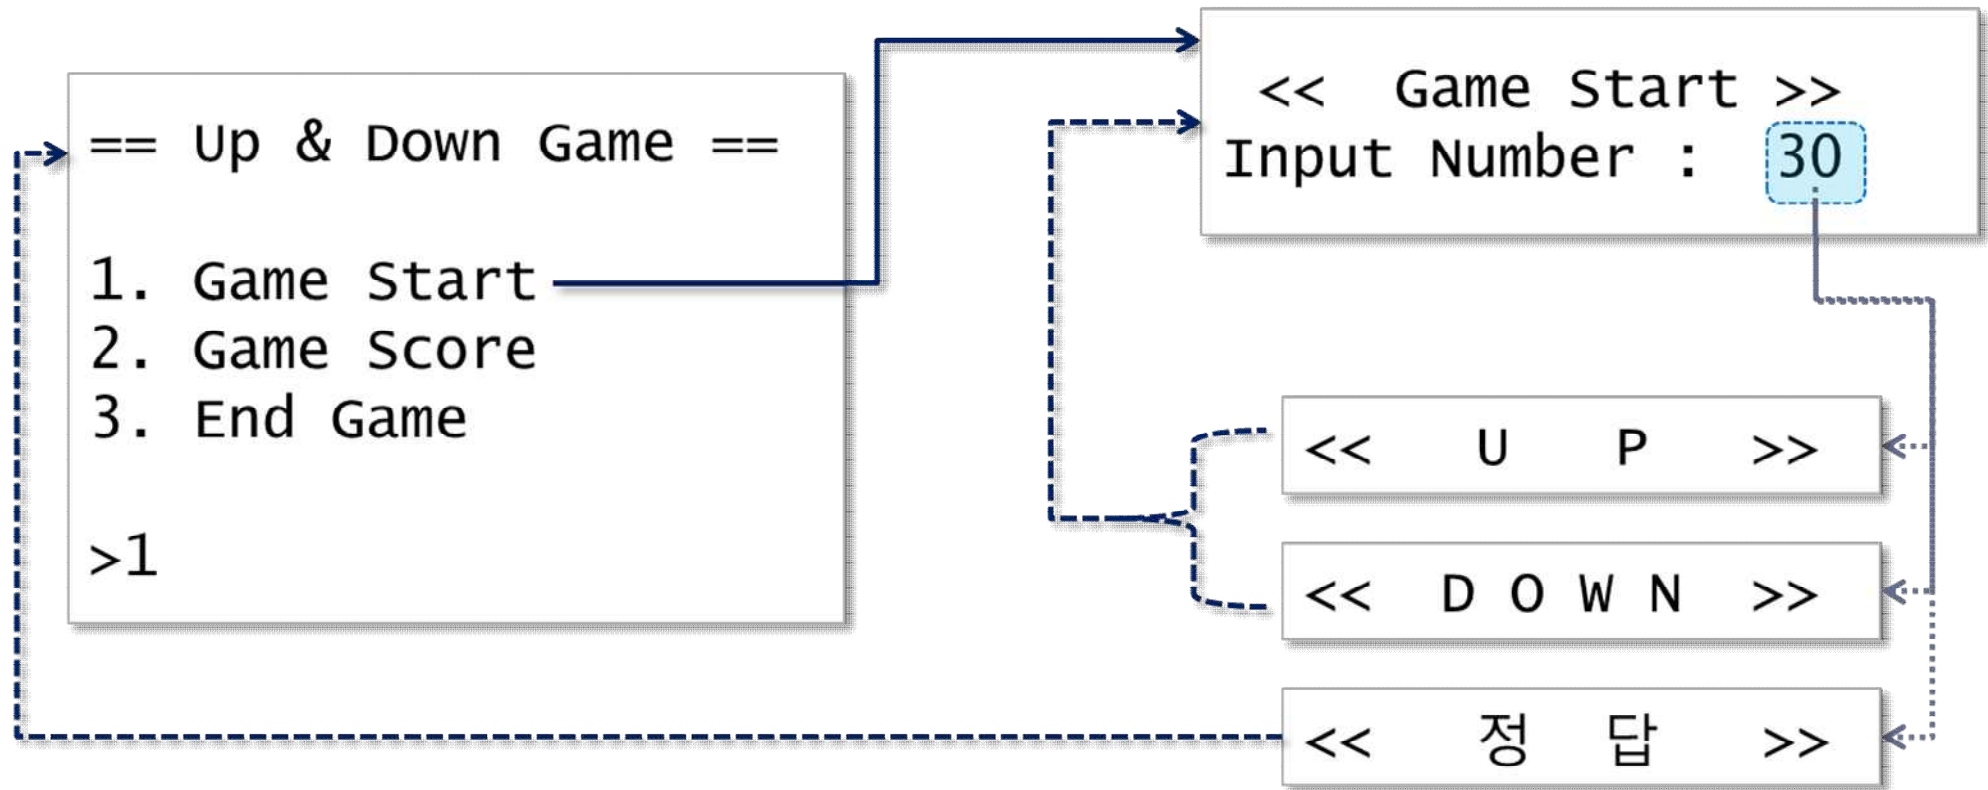 == Up & Down Game ==
1. Game Start
2. Game Score
3. End Game
>1
<< Game Start >>
Input Number : 30
<< U P >>
<< D O W N >>
<< 정 답 >>